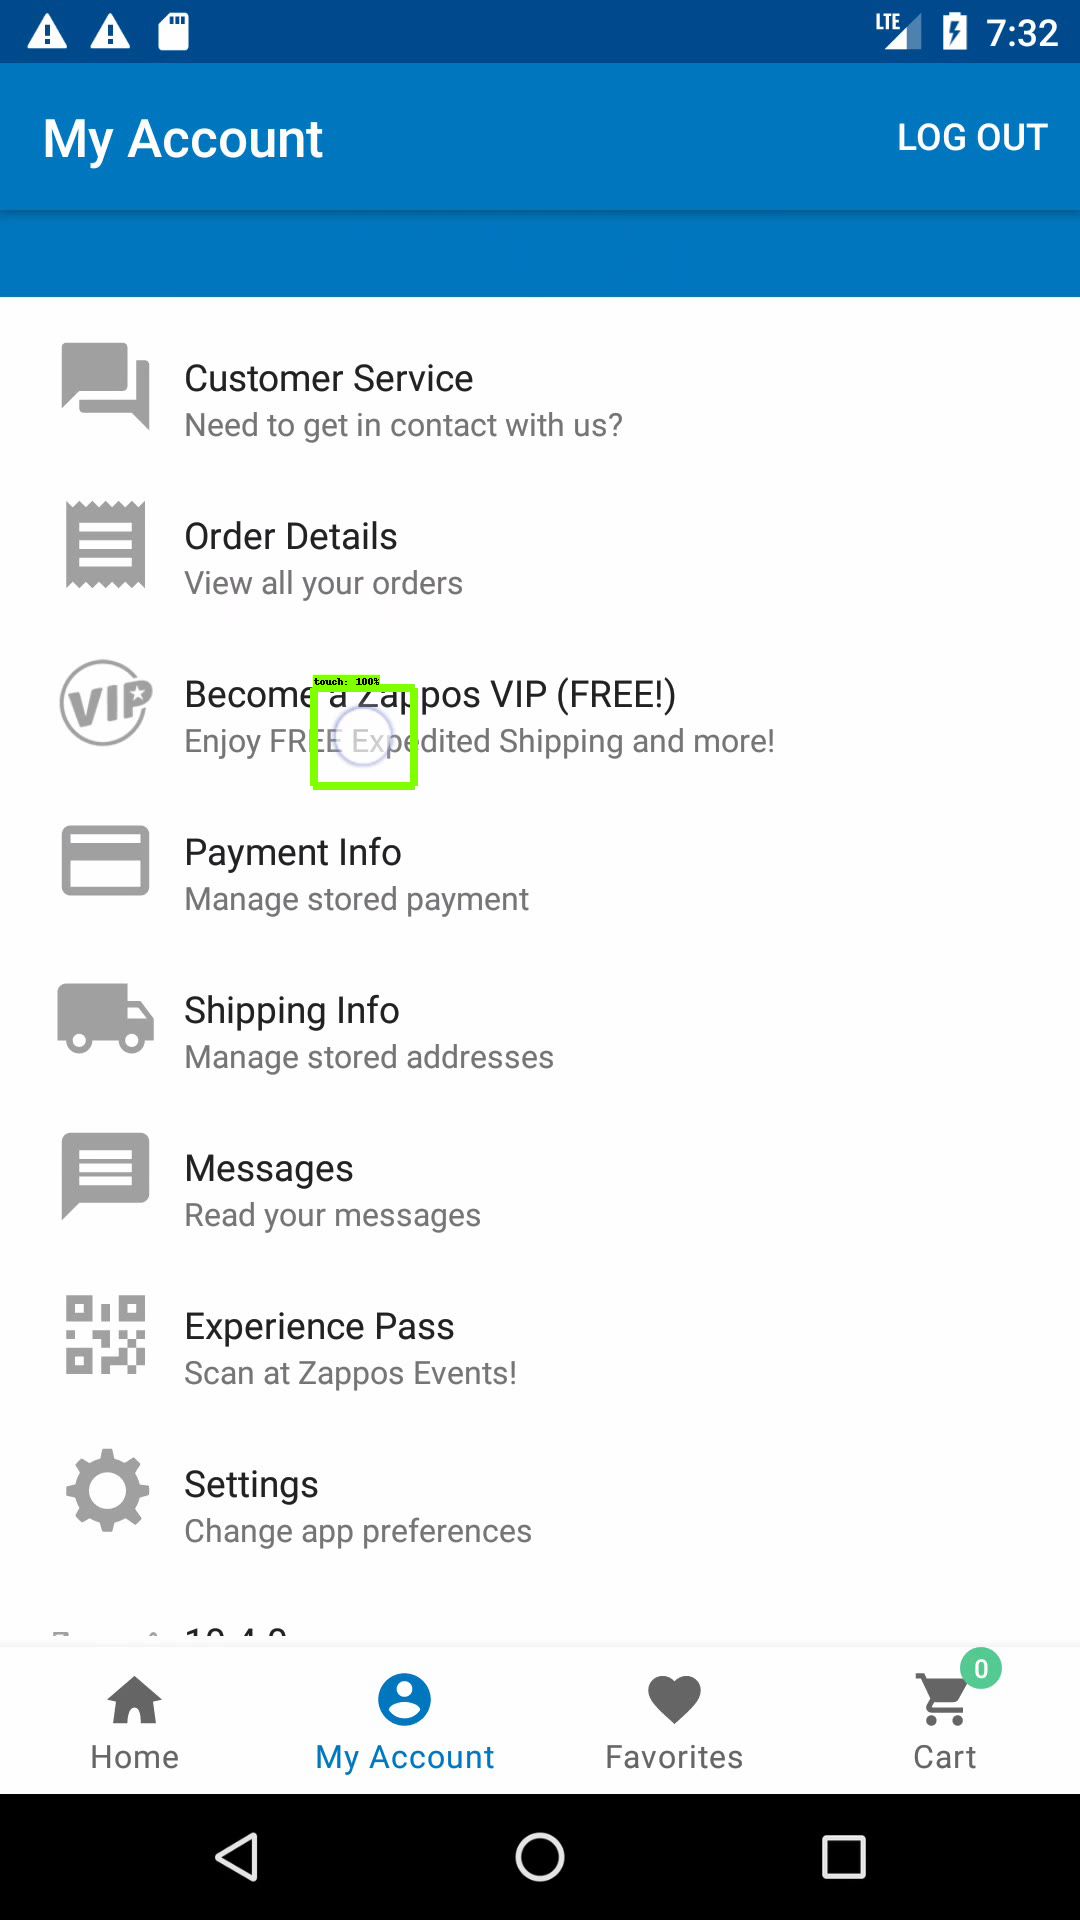 LTE 7:32
My Account LOG OUT
Customer Service
Need to get in contact with us?
Order Details
View all your orders
touch: 100%
VIP Become a Zappos VIP (FREE!)
Enjoy FREE Expedited Shipping and more!
Payment Info
Manage stored payment
Shipping Info
Manage stored addresses
Messages
Read your messages
Experience Pass
Scan at Zappos Events!
Settings
Change app preferences
0
Home My Account Favorites Cart